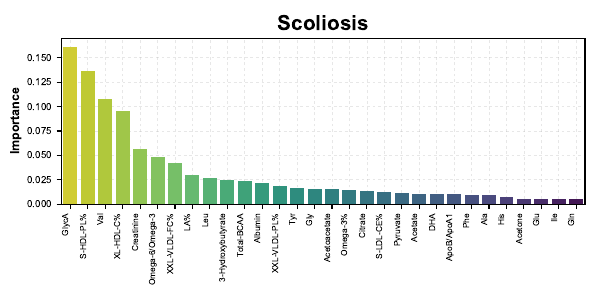 Scoliosis
Importance
0.150
0.125
0.100
0.075
0.050
0.025
0.000
GlycA
S-HDL-PL%
Val
XL-HDL-C%
Creatinine
Omega-6/Omega-3
XXL-VLDL-FC%
LA%
Leu
3-Hydroxybutyrate
Total-BCAA
Albumin
XXL-VLDL-PL%
Tyr
Gly
Acetoacetate
Omega-3%
Citrate
S-LDL-CE%
Pyruvate
Acetate
DHA
ApoB/ApoA1
Phe
Ala
His
Acetone
Glu
Ile
Gln